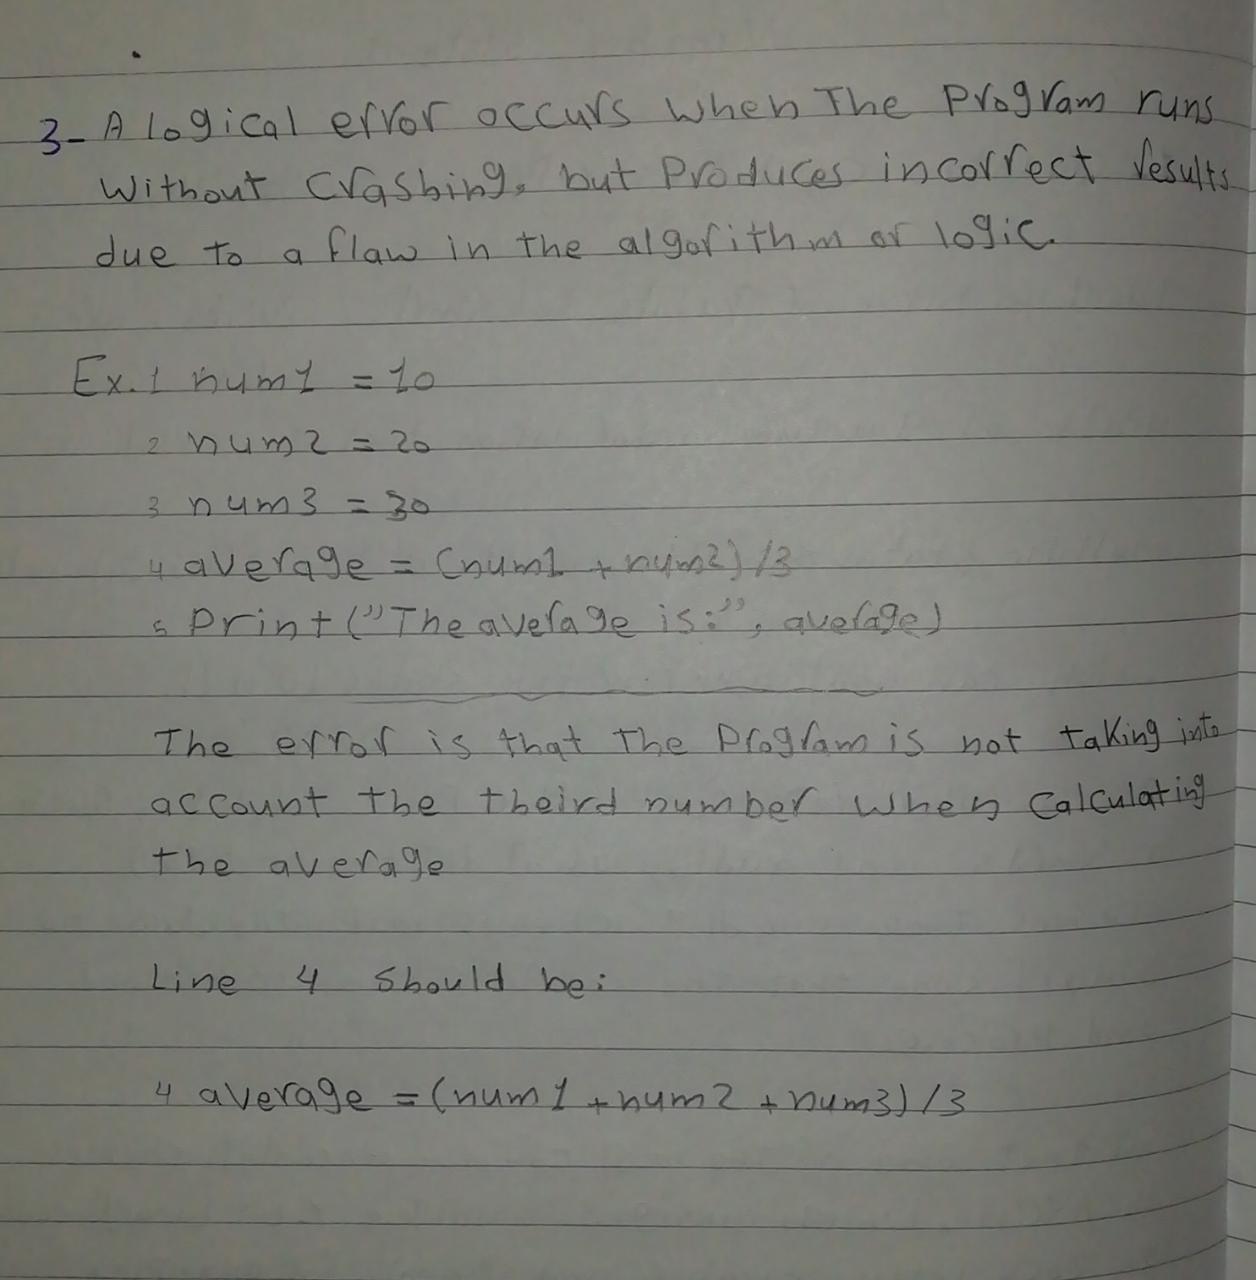 3- A logical error occurs when The program runs
without crashing, but produces incorrect results
due to a flaw in the algorithm or logic.
Ex. 1 num1 = 10
2 num2 = 20
3 num3 = 30
4 average = (num1 + num2) /3
5 Print ("The average is:", average)
The error is that the program is not taking into
account the theird number when calculating
the average
Line 4 should be:
4 average = (num1 + num2 + num3) /3